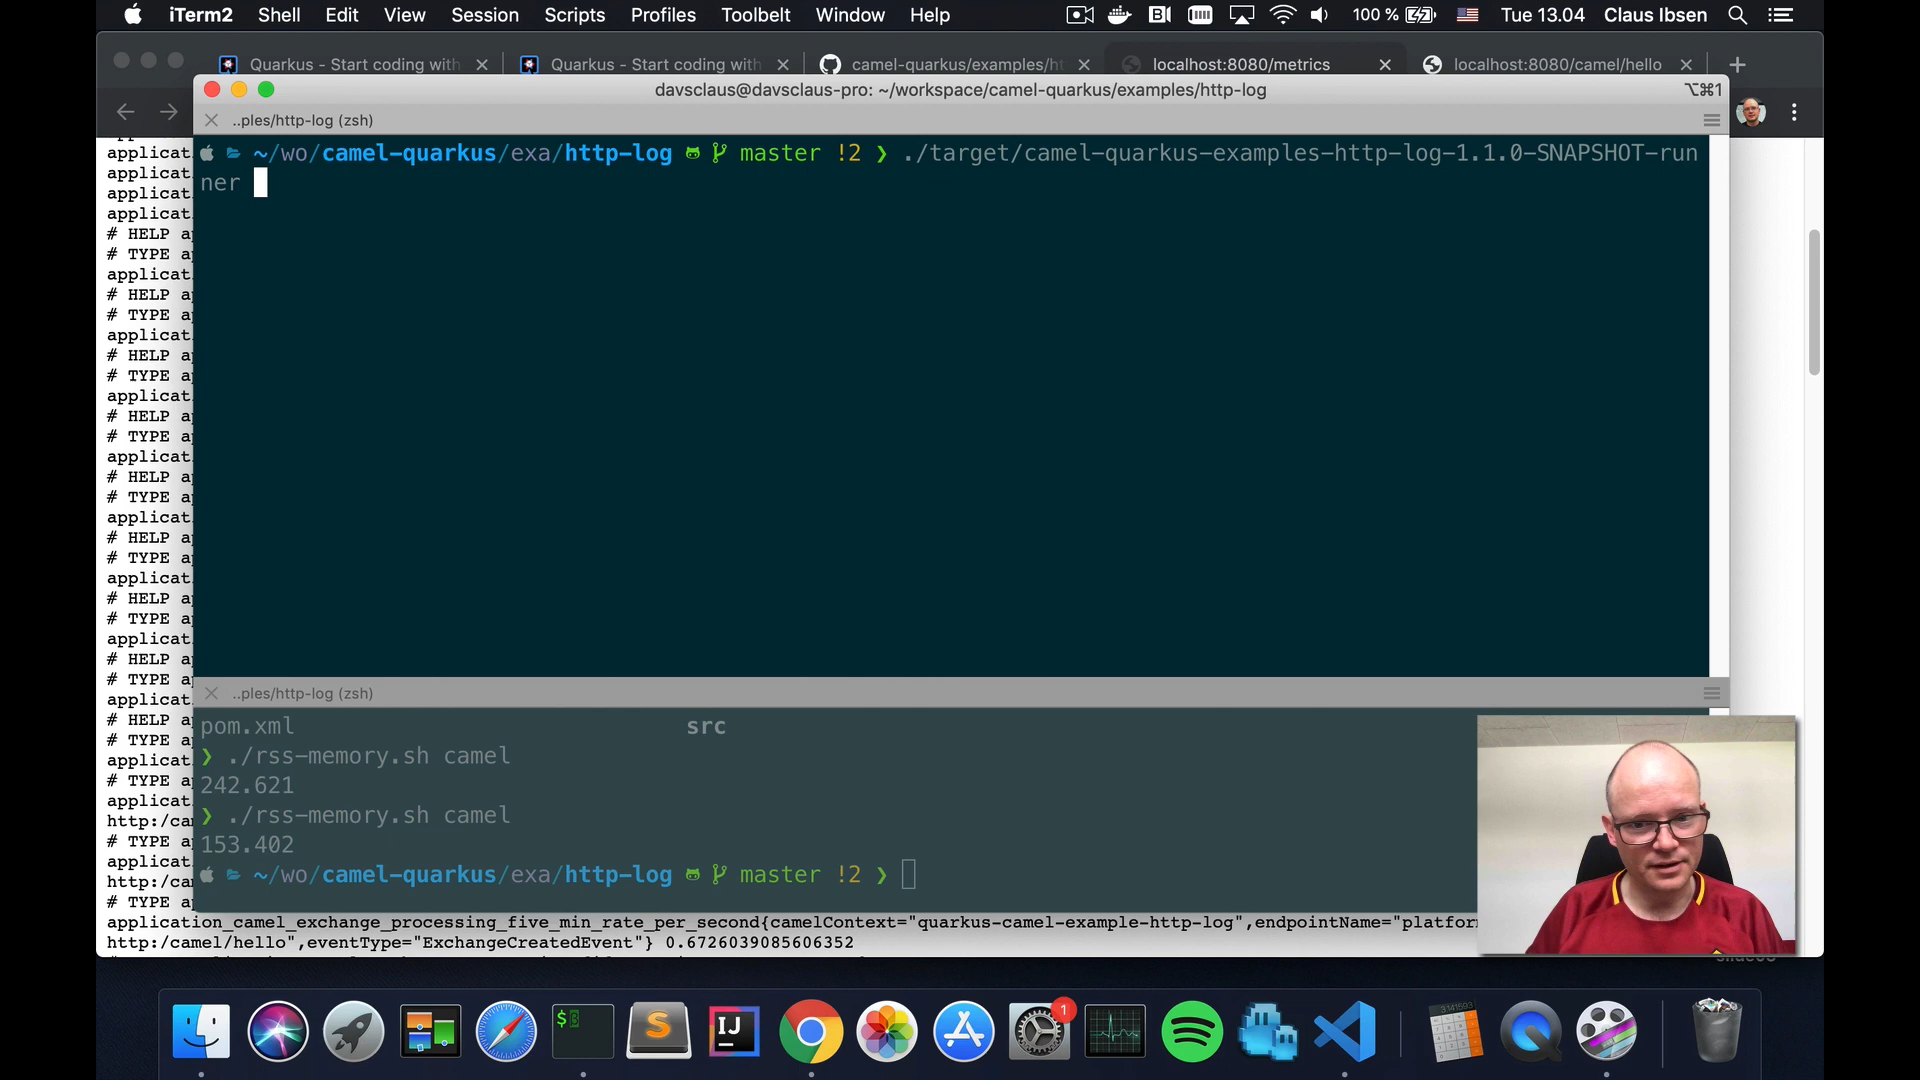 iTerm2 Shell Edit View Session Scripts Profiles Toolbelt Window Help 100 % Tue 13.04 Claus Ibsen
Quarkus - Start coding with
Quarkus - Start coding with
camel-quarkus/examples/ht
localhost:8080/metrics
localhost:8080/camel/hello
davsclaus@davsclaus-pro: ~/workspace/camel-quarkus/examples/http-log
⌥⌘1
..ples/http-log (zsh)
~/wo/camel-quarkus/exa/http-log master !2 ❯ ./target/camel-quarkus-examples-http-log-1.1.0-SNAPSHOT-run
ner
applicat
applicat
applicat
applicat
# HELP a
# TYPE a
applicat
# HELP a
# TYPE a
applicat
# HELP a
# TYPE a
applicat
# HELP a
# TYPE a
applicat
# HELP a
# TYPE a
applicat
# HELP a
# TYPE a
applicat
# HELP a
# TYPE a
applicat
# HELP a
# TYPE a
applicat
# HELP a
# TYPE a
applicat
# TYPE a
applicat
http:/ca
# TYPE a
applicat
http:/ca
# TYPE a
..ples/http-log (zsh)
pom.xml src
❯ ./rss-memory.sh camel
242.621
❯ ./rss-memory.sh camel
153.402
~/wo/camel-quarkus/exa/http-log master !2 ❯
application_camel_exchange_processing_five_min_rate_per_second{camelContext="quarkus-camel-example-http-log",endpointName="platfor
http:/camel/hello",eventType="ExchangeCreatedEvent"} 0.6726039085606352
$
S
IJ
1
3141593